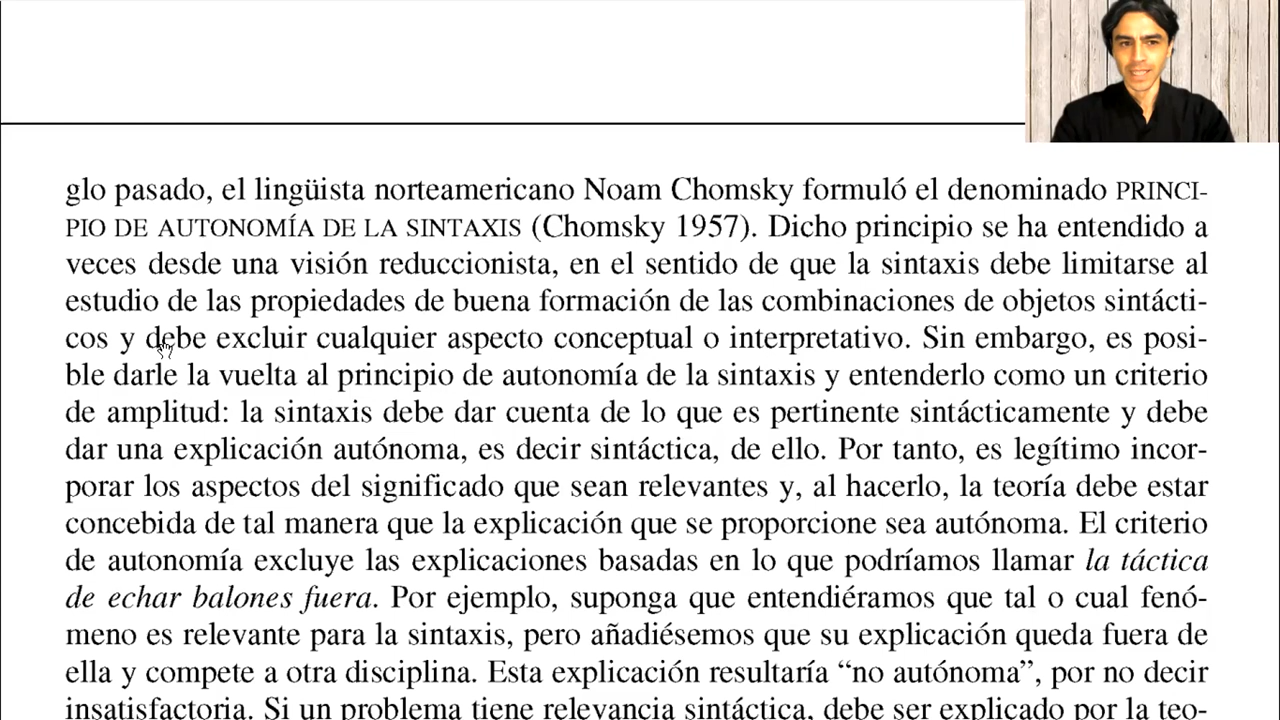 glo pasado, el lingüista norteamericano Noam Chomsky formuló el denominado PRINCI-
PIO DE AUTONOMÍA DE LA SINTAXIS (Chomsky 1957). Dicho principio se ha entendido a
veces desde una visión reduccionista, en el sentido de que la sintaxis debe limitarse al
estudio de las propiedades de buena formación de las combinaciones de objetos sintácti-
cos y debe excluir cualquier aspecto conceptual o interpretativo. Sin embargo, es posi-
ble darle la vuelta al principio de autonomía de la sintaxis y entenderlo como un criterio
de amplitud: la sintaxis debe dar cuenta de lo que es pertinente sintácticamente y debe
dar una explicación autónoma, es decir sintáctica, de ello. Por tanto, es legítimo incor-
porar los aspectos del significado que sean relevantes y, al hacerlo, la teoría debe estar
concebida de tal manera que la explicación que se proporcione sea autónoma. El criterio
de autonomía excluye las explicaciones basadas en lo que podríamos llamar la táctica
de echar balones fuera. Por ejemplo, suponga que entendiéramos que tal o cual fenó-
meno es relevante para la sintaxis, pero añadiésemos que su explicación queda fuera de
ella y compete a otra disciplina. Esta explicación resultaría “no autónoma”, por no decir
insatisfactoria. Si un problema tiene relevancia sintáctica, debe ser explicado por la teo-